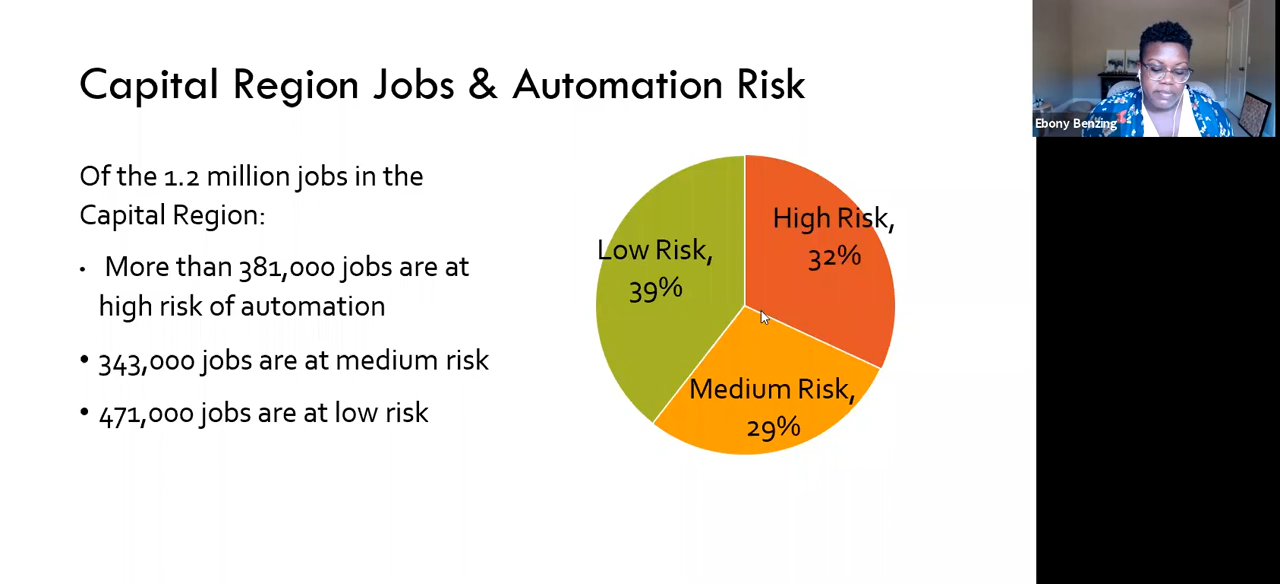 Capital Region Jobs & Automation Risk
Of the 1.2 million jobs in the
Capital Region:
• More than 381,000 jobs are at
high risk of automation
• 343,000 jobs are at medium risk
• 471,000 jobs are at low risk
High Risk,
32%
Low Risk,
39%
Medium Risk,
29%
Ebony Benzing